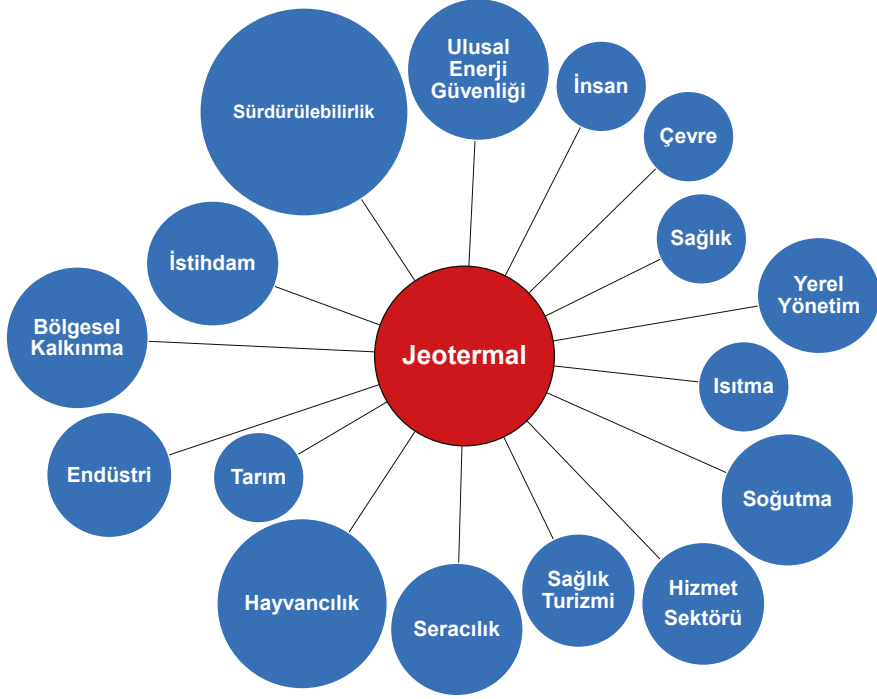 Ulusal
Enerji
Güvenliği
İnsan
Sürdürülebilirlik
Çevre
Sağlık
İstihdam
Yerel
Yönetim
Bölgesel
Kalkınma
Jeotermal
Isıtma
Endüstri
Tarım
Soğutma
Hayvancılık
Seracılık
Sağlık
Turizmi
Hizmet
Sektörü